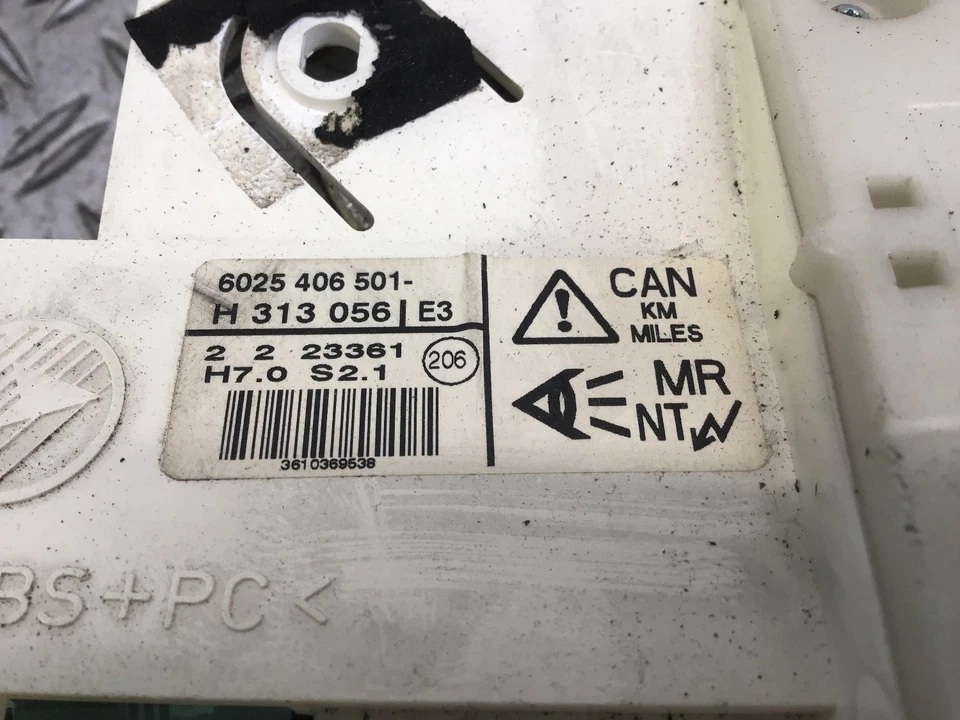 6025 406 501-
H 313 056 | E3
2 2 23361
H7.0 S2.1
206
3610369538
CAN
KM
MILES
MR
NT
BS+PC<